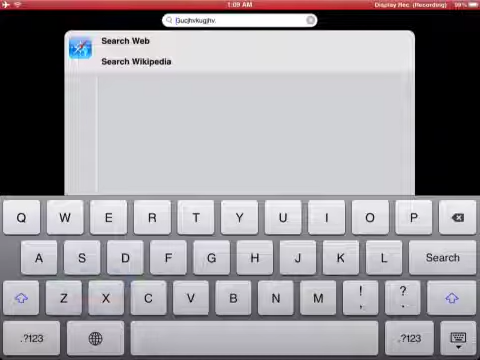 1:09 AM
Display Rec. (Recording) 99%
Gucjhvkugjhv.
Search Web
Search Wikipedia
Q W E R T Y U I O P
A S D F G H J K L Search
Z X C V B N M ! , ? .
.?123 .?123